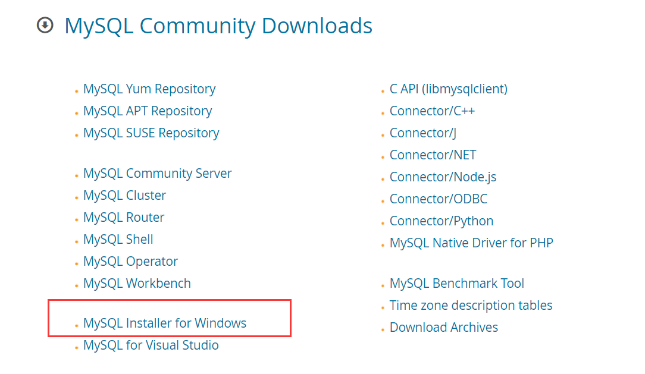 MySQL Community Downloads
MySQL Yum Repository
MySQL APT Repository
MySQL SUSE Repository
MySQL Community Server
MySQL Cluster
MySQL Router
MySQL Shell
MySQL Operator
MySQL Workbench
MySQL Installer for Windows
MySQL for Visual Studio
C API (libmysqlclient)
Connector/C++
Connector/J
Connector/NET
Connector/Node.js
Connector/ODBC
Connector/Python
MySQL Native Driver for PHP
MySQL Benchmark Tool
Time zone description tables
Download Archives